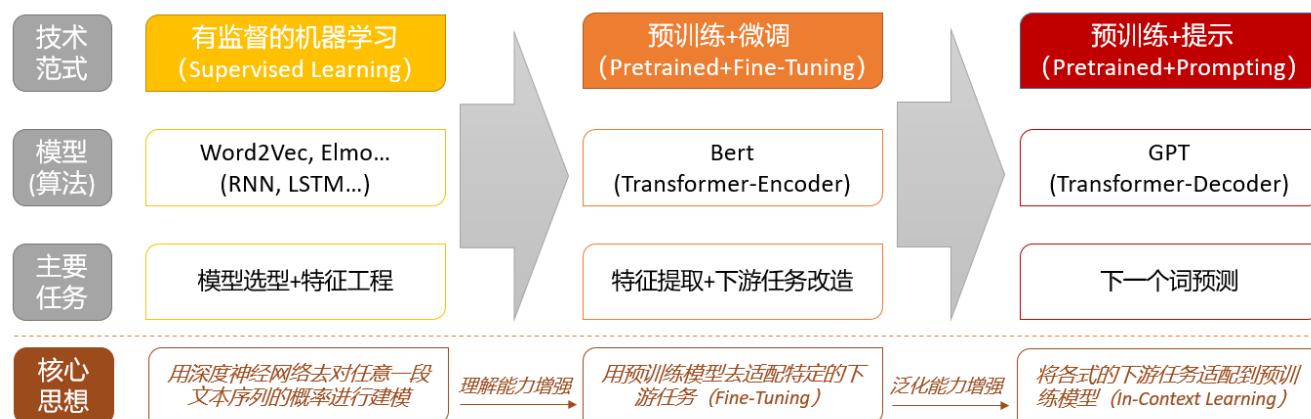 技术
范式
有监督的机器学习
（Supervised Learning）
预训练+微调
（Pretrained+Fine-Tuning）
预训练+提示
（Pretrained+Prompting）
模型
(算法)
Word2Vec, Elmo…
(RNN, LSTM…)
Bert
(Transformer-Encoder)
GPT
(Transformer-Decoder)
主要
任务
模型选型+特征工程
特征提取+下游任务改造
下一个词预测
核心
思想
用深度神经网络去对任意一段
文本序列的概率进行建模
理解能力增强
用预训练模型去适配特定的下
游任务（Fine-Tuning）
泛化能力增强
将各式的下游任务适配到预训
练模型（In-Context Learning）